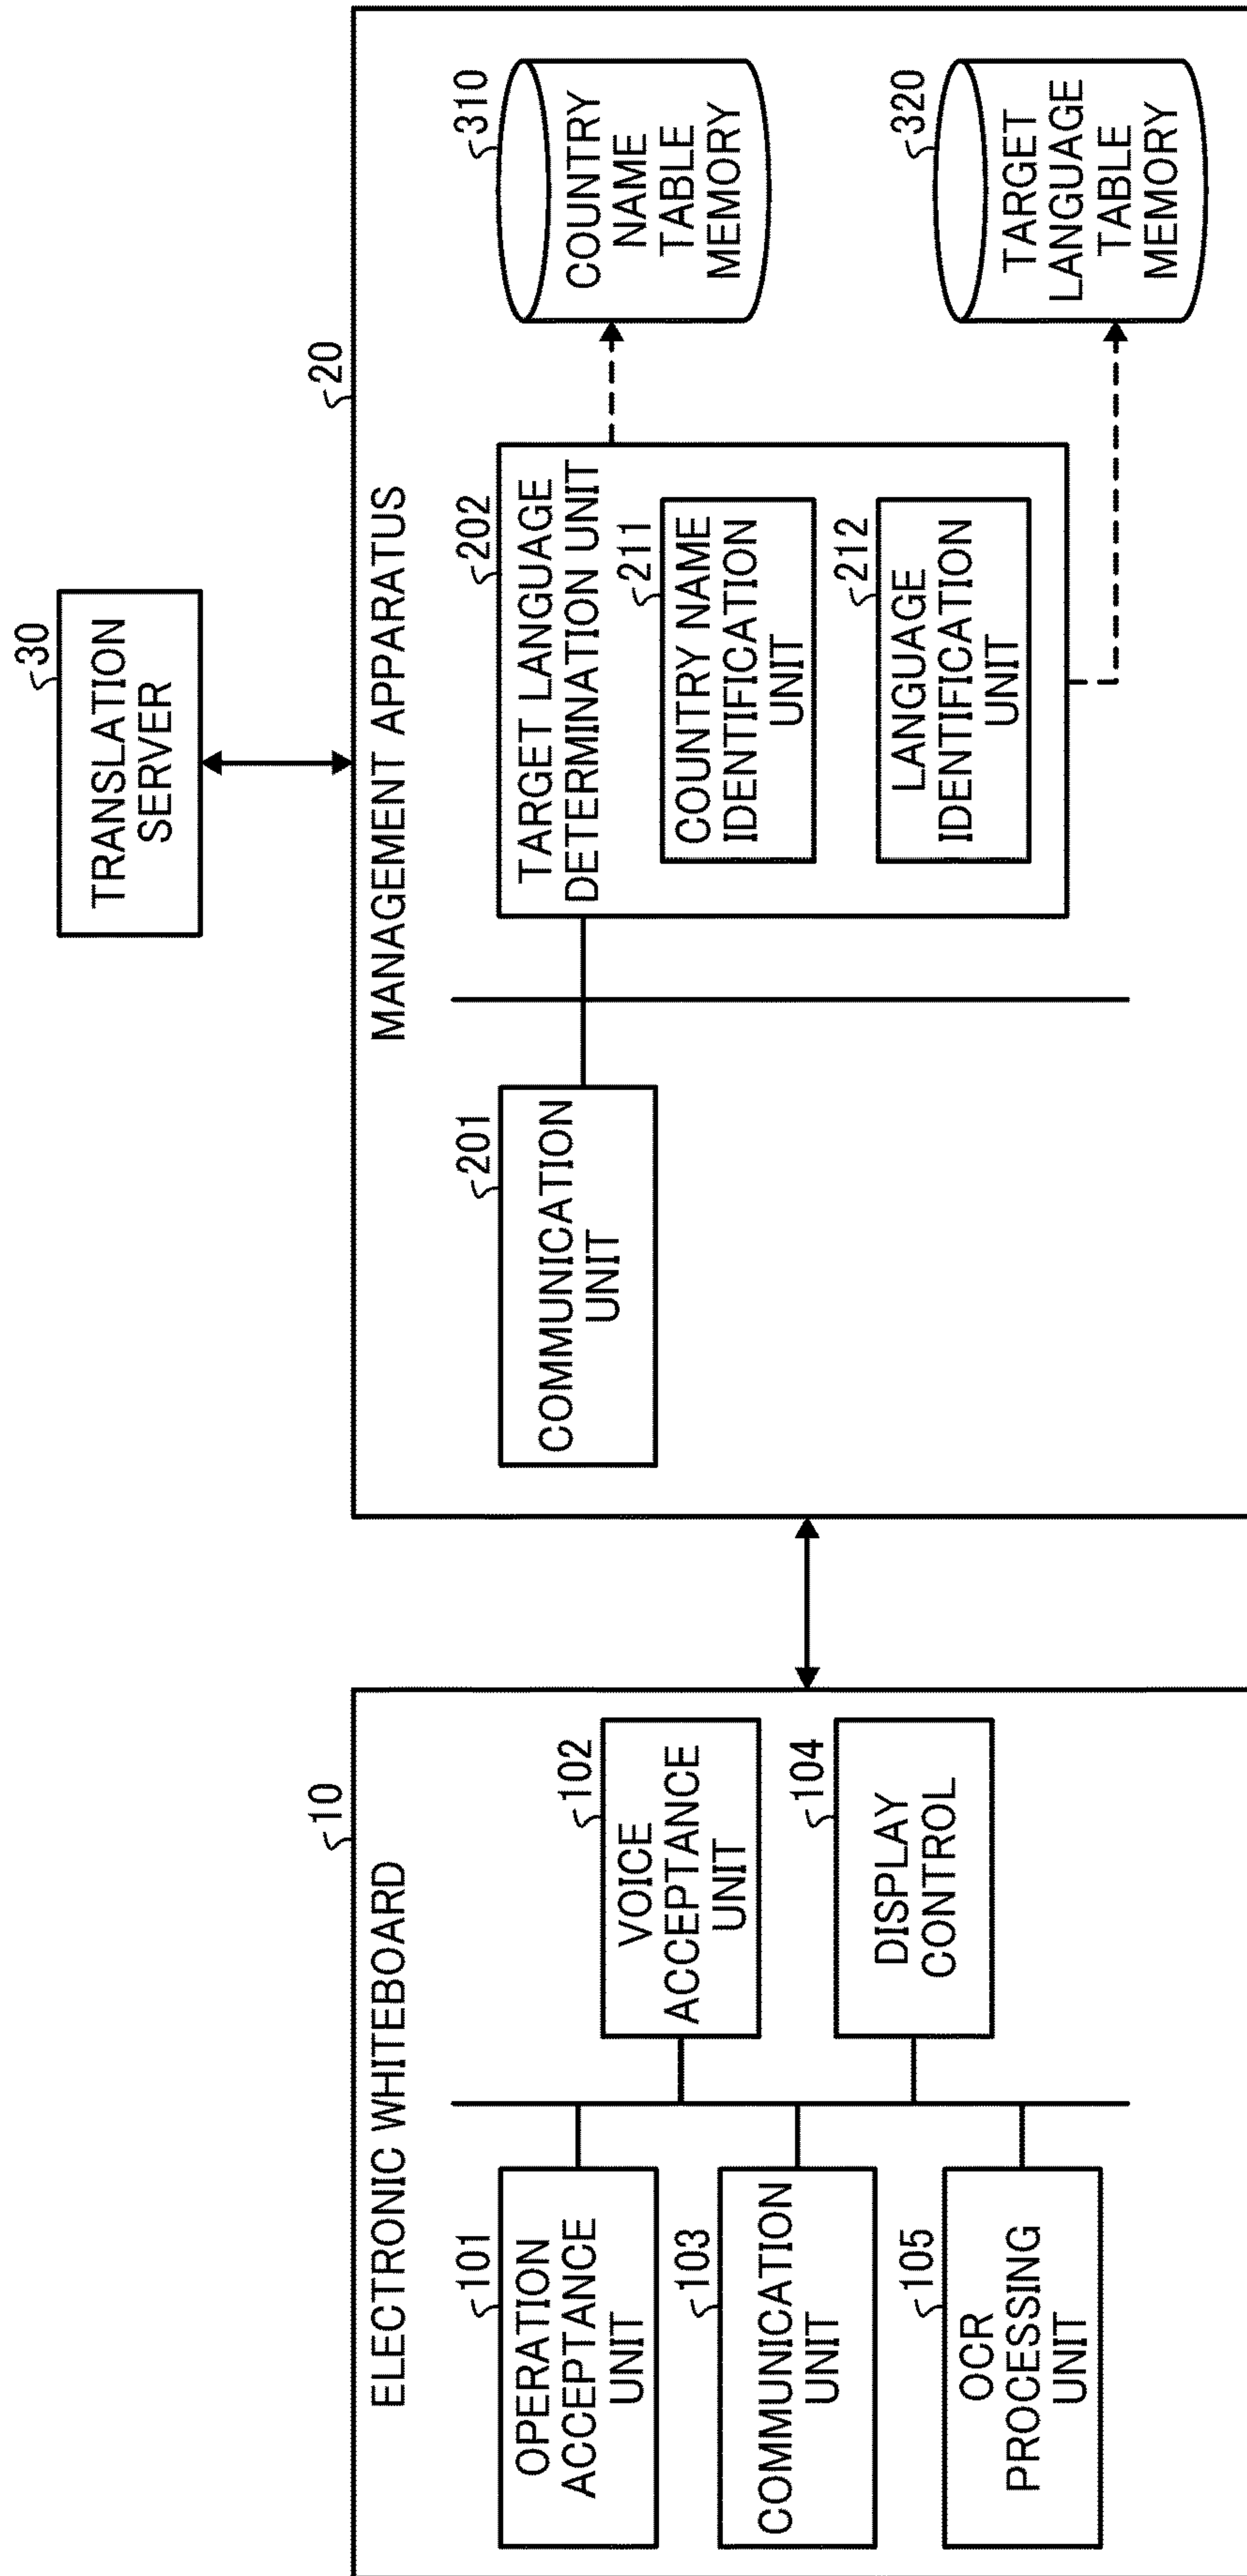 30
TRANSLATION
SERVER
10
ELECTRONIC WHITEBOARD
101
OPERATION
ACCEPTANCE
UNIT
102
VOICE
ACCEPTANCE
UNIT
103
COMMUNICATION
UNIT
104
DISPLAY
CONTROL
105
OCR
PROCESSING
UNIT
20
MANAGEMENT APPARATUS
201
COMMUNICATION
UNIT
202
TARGET LANGUAGE
DETERMINATION UNIT
211
COUNTRY NAME
IDENTIFICATION
UNIT
212
LANGUAGE
IDENTIFICATION
UNIT
310
COUNTRY
NAME
TABLE
MEMORY
320
TARGET
LANGUAGE
TABLE
MEMORY